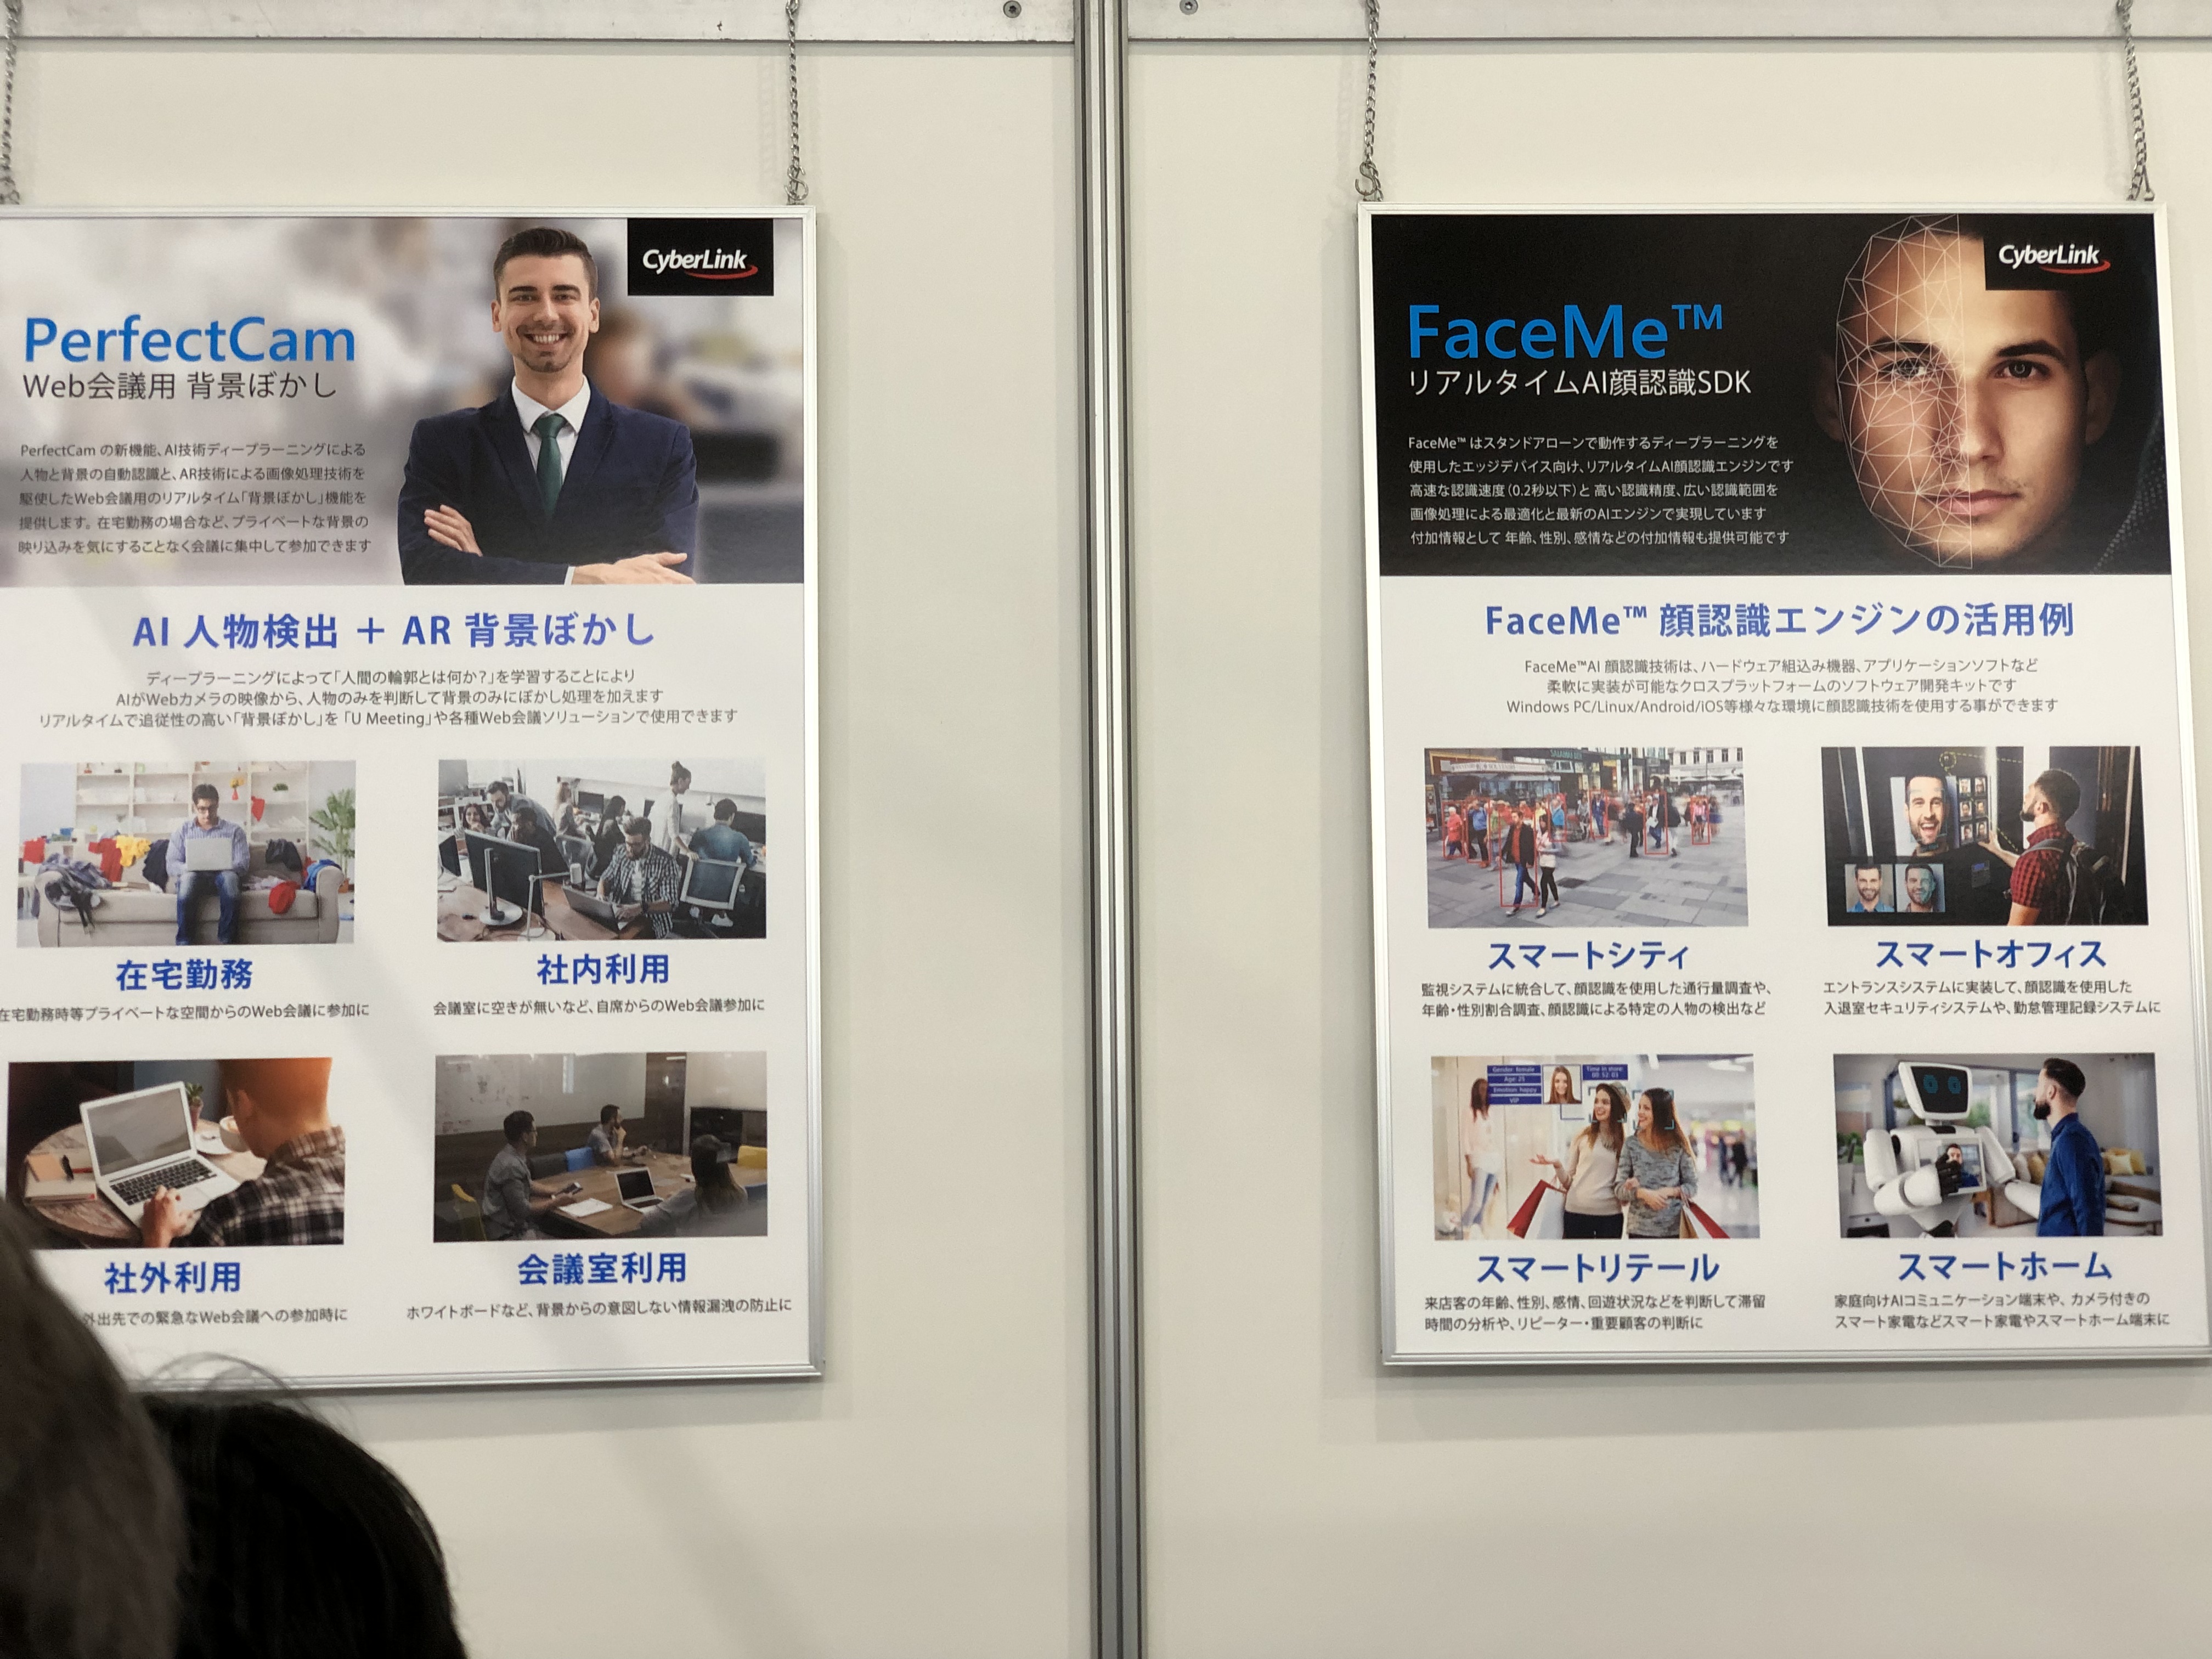 CyberLink
PerfectCam
Web会議用 背景ぼかし
PerfectCam の新機能、AI技術ディープラーニングによる
人物と背景の自動認識と、AR技術による画像処理技術を
駆使したWeb会議用のリアルタイム「背景ぼかし」機能を
提供します。在宅勤務の場合など、プライベートな背景の
映り込みを気にすることなく会議に集中して参加できます
AI 人物検出 ＋ AR 背景ぼかし
ディープラーニングによって「人間の輪郭とは何か？」を学習することにより
AIがWebカメラの映像から、人物のみを判断して背景のみにぼかし処理を加えます
リアルタイムで追従性の高い「背景ぼかし」を「U Meeting」や各種Web会議ソリューションで使用できます
在宅勤務
在宅勤務時等プライベートな空間からのWeb会議に参加に
社内利用
会議室に空きが無いなど、自席からのWeb会議参加に
社外利用
外出先での緊急なWeb会議への参加時に
会議室利用
ホワイトボードなど、背景からの意図しない情報漏洩の防止に
CyberLink
FaceMe™
リアルタイムAI顔認識SDK
FaceMe™ はスタンドアローンで動作するディープラーニングを
使用したエッジデバイス向け、リアルタイムAI顔認識エンジンです
高速な認識速度（0.2秒以下）と 高い認識精度、広い認識範囲を
画像処理による最適化と最新のAIエンジンで実現しています
付加情報として 年齢、性別、感情などの付加情報も提供可能です
FaceMe™ 顔認識エンジンの活用例
FaceMe™AI 顔認識技術は、ハードウェア組込み機器、アプリケーションソフトなど
柔軟に実装が可能なクロスプラットフォームのソフトウェア開発キットです
Windows PC/Linux/Android/iOS等様々な環境に顔認識技術を使用する事ができます
スマートシティ
監視システムに統合して、顔認識を使用した通行量調査や、
年齢・性別割合調査、顔認識による特定の人物の検出など
スマートオフィス
エントランスシステムに実装して、顔認識を使用した
入退室セキュリティシステムや、勤怠管理記録システムに
Gender: female
Age: 25
Emotion: happy
VIP
Time in store:
00:52:03
スマートリテール
来店客の年齢、性別、感情、回遊状況などを判断して滞留
時間の分析や、リピーター・重要顧客の判断に
スマートホーム
家庭向けAIコミュニケーション端末や、カメラ付きの
スマート家電などスマート家電やスマートホーム端末に